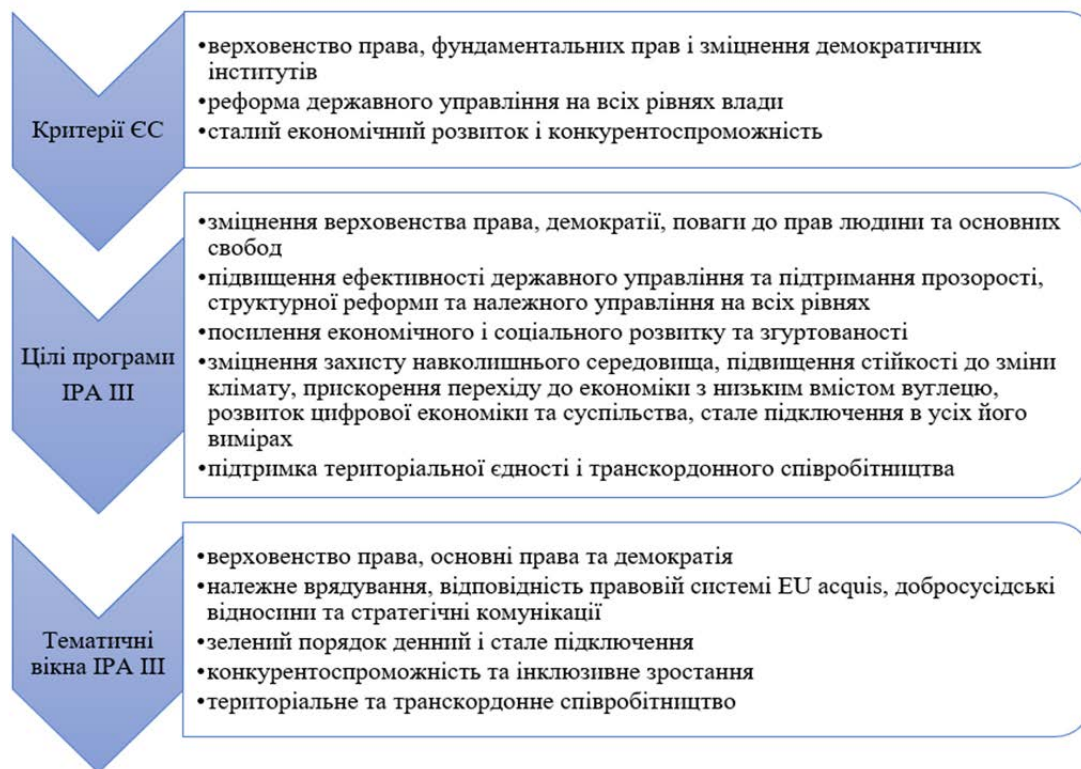 Критерії ЄС
•верховенство права, фундаментальних прав і зміцнення демократичних
інститутів
•реформа державного управління на всіх рівнях влади
•сталий економічний розвиток і конкурентоспроможність
Цілі програми
IPA III
•зміцнення верховенства права, демократії, поваги до прав людини та основних
свобод
•підвищення ефективності державного управління та підтримання прозорості,
структурної реформи та належного управління на всіх рівнях
•посилення економічного і соціального розвитку та згуртованості
•зміцнення захисту навколишнього середовища, підвищення стійкості до зміни
клімату, прискорення переходу до економіки з низьким вмістом вуглецю,
розвиток цифрової економіки та суспільства, стале підключення в усіх його
вимірах
•підтримка територіальної єдності і транскордонного співробітництва
Тематичні
вікна IPA III
•верховенство права, основні права та демократія
•належне врядування, відповідність правовій системі EU acquis, добросусідські
відносини та стратегічні комунікації
•зелений порядок денний і стале підключення
•конкурентоспроможність та інклюзивне зростання
•територіальне та транскордонне співробітництво